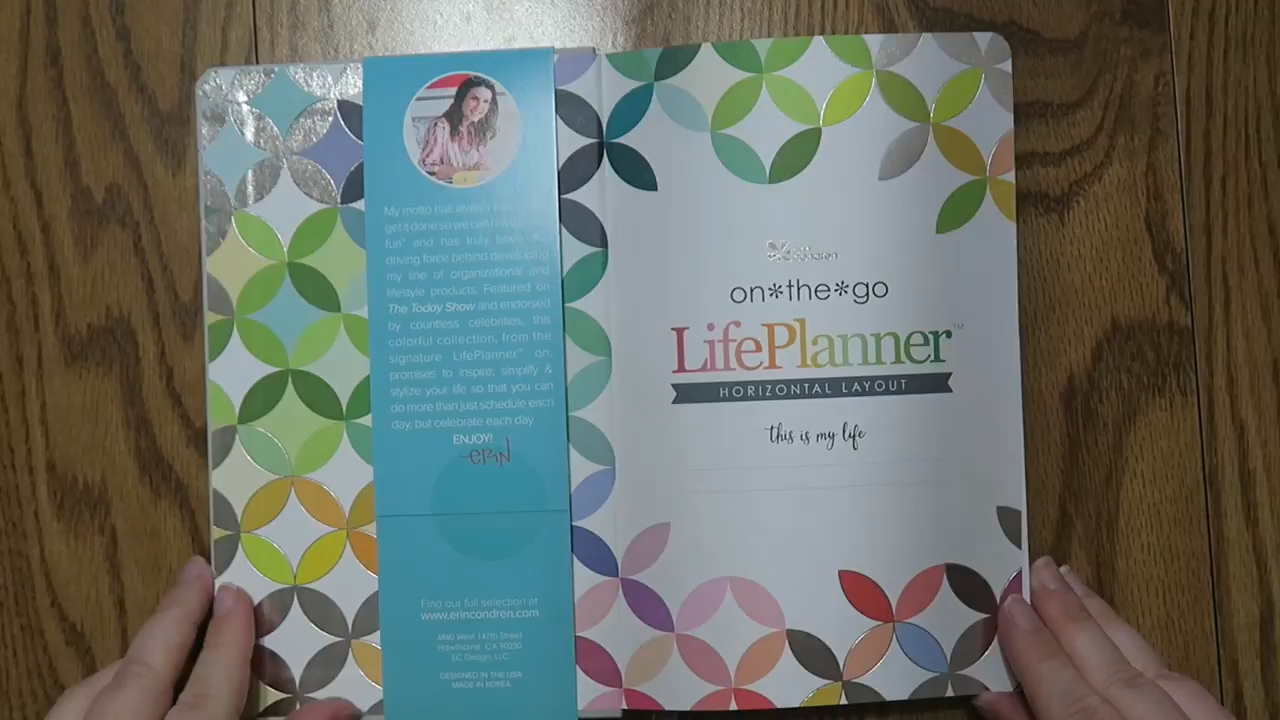 My motto has always
get it done so we can
fun" and has truly been the
driving force behind developing
my line of organizational and
lifestyle products. Featured on
The Today Show and endorsed
by countless celebrities, this
colorful collection, from the
signature LifePlanner™ on,
promises to inspire, simplify &
stylize your life so that you can
do more than just schedule each
day, but celebrate each day
ENJOY!
-ERIN
Find our full selection at
www.erincondren.com
4860 West 147th Street
Hawthorne CA 90250
EC Design, LLC
DESIGNED IN THE USA
MADE IN KOREA
erin
condren
on*the*go
LifePlanner™
HORIZONTAL LAYOUT
this is my life